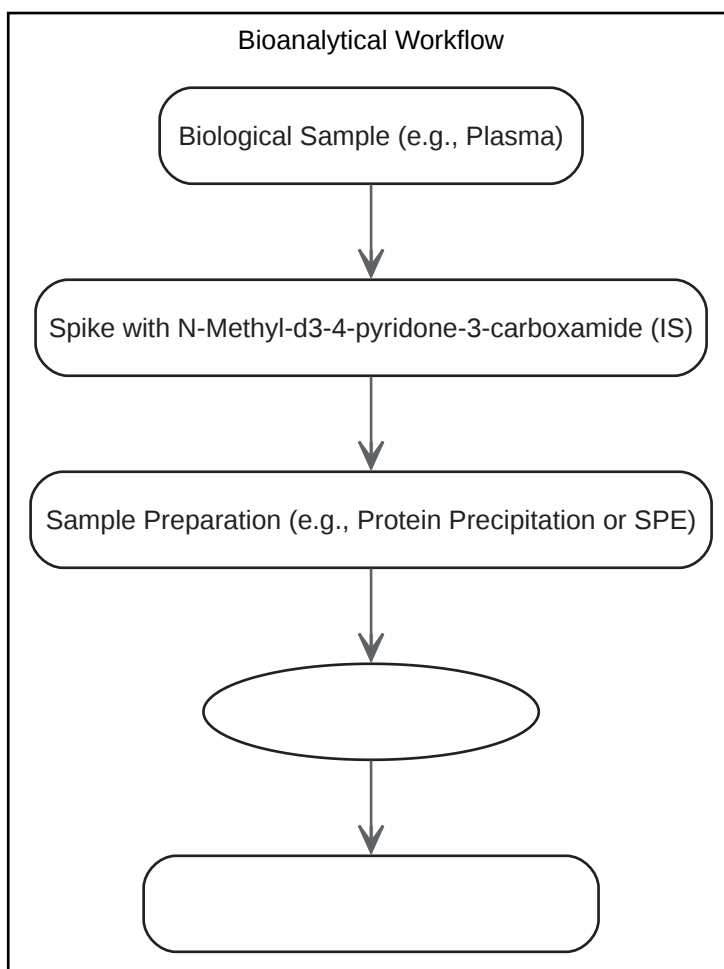 Bioanalytical Workflow
Biological Sample (e.g., Plasma)
Spike with N-Methyl-d3-4-pyridone-3-carboxamide (IS)
Sample Preparation (e.g., Protein Precipitation or SPE)